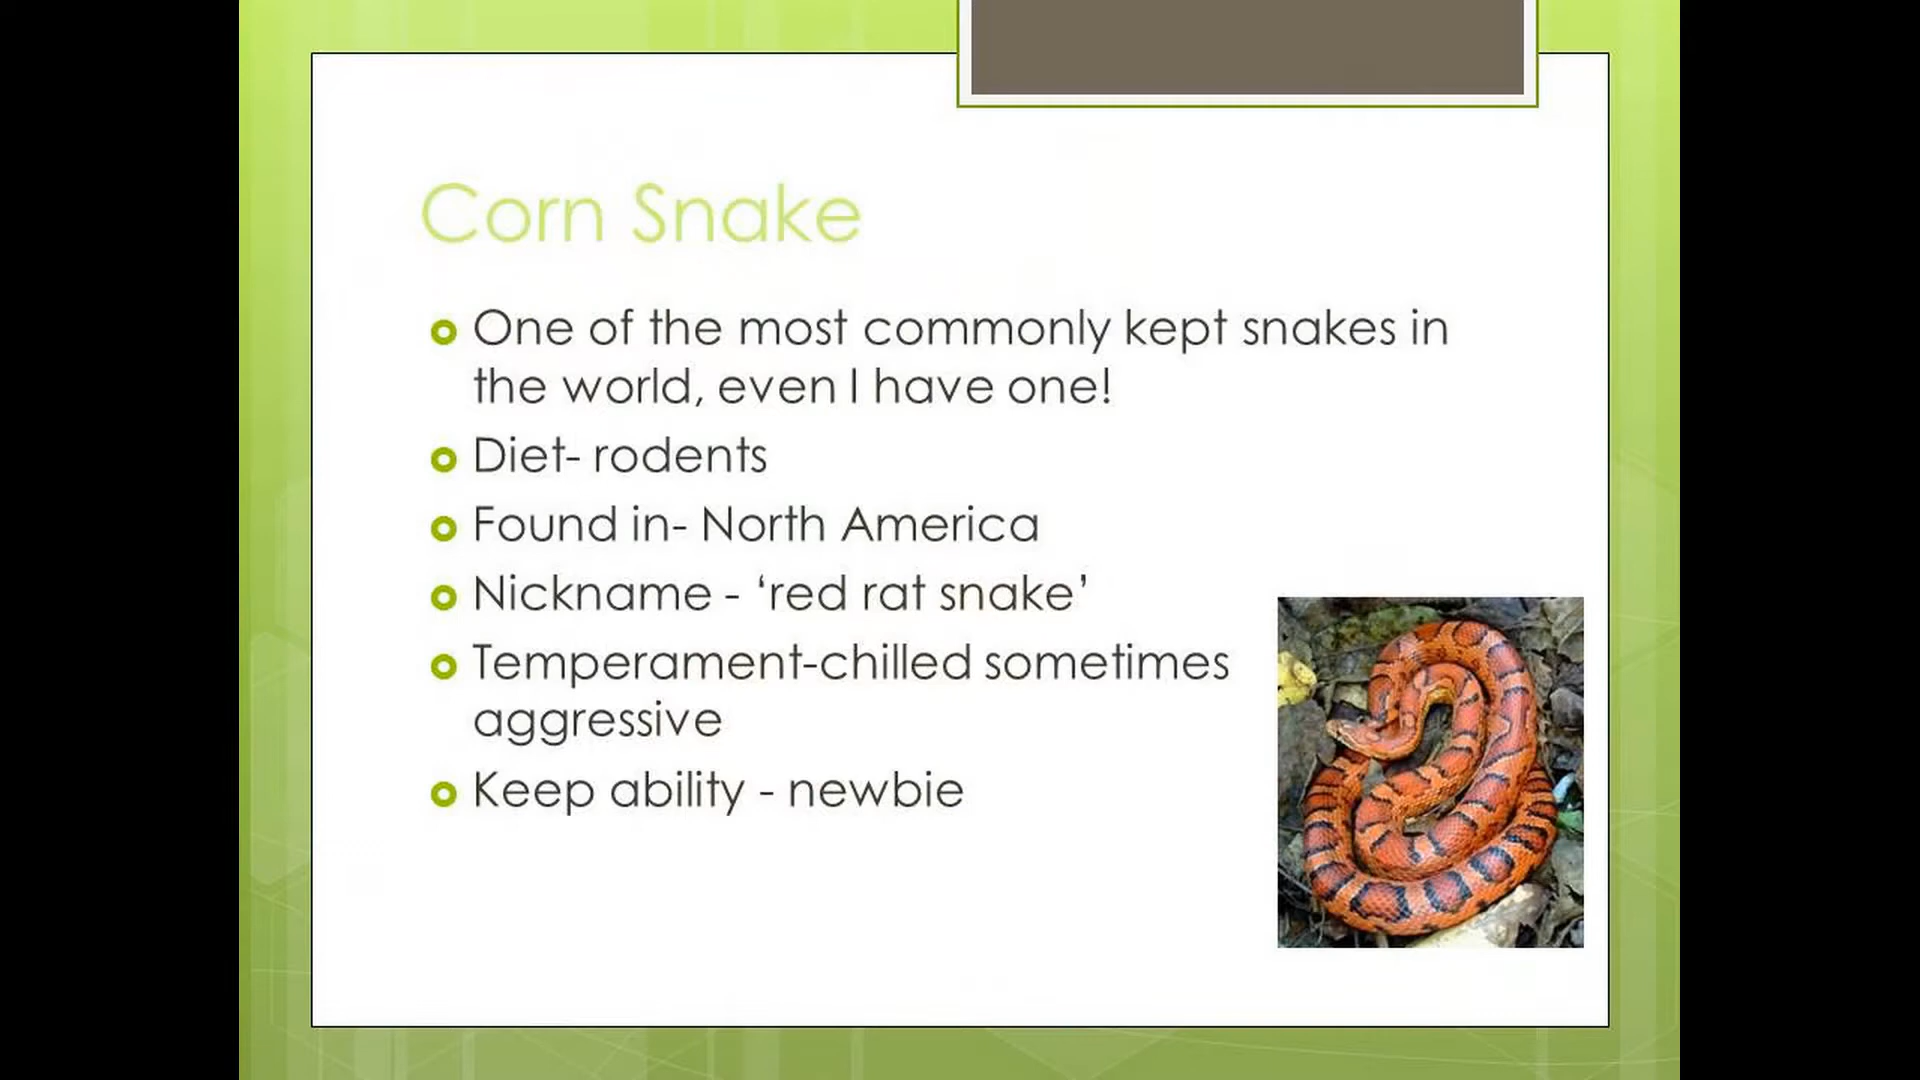 Corn Snake
One of the most commonly kept snakes in
the world, even I have one!
Diet- rodents
Found in- North America
Nickname - ‘red rat snake’
Temperament-chilled sometimes
aggressive
Keep ability - newbie